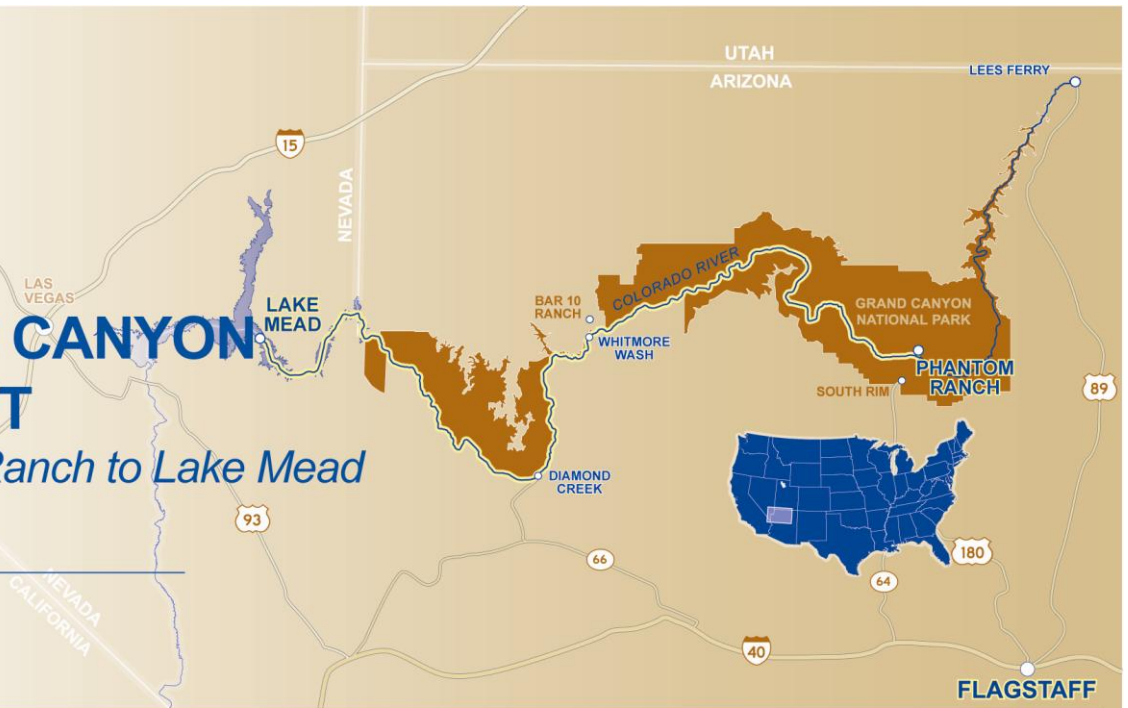 UTAH
ARIZONA
LEES FERRY
15
NEVADA
LAS
VEGAS
LAKE
MEAD
CANYON
T
Ranch to Lake Mead
BAR 10
RANCH
COLORADO RIVER
WHITMORE
WASH
GRAND CANYON
NATIONAL PARK
PHANTOM
RANCH
SOUTH RIM
89
DIAMOND
CREEK
93
66
180
64
NEVADA
CALIFORNIA
40
FLAGSTAFF